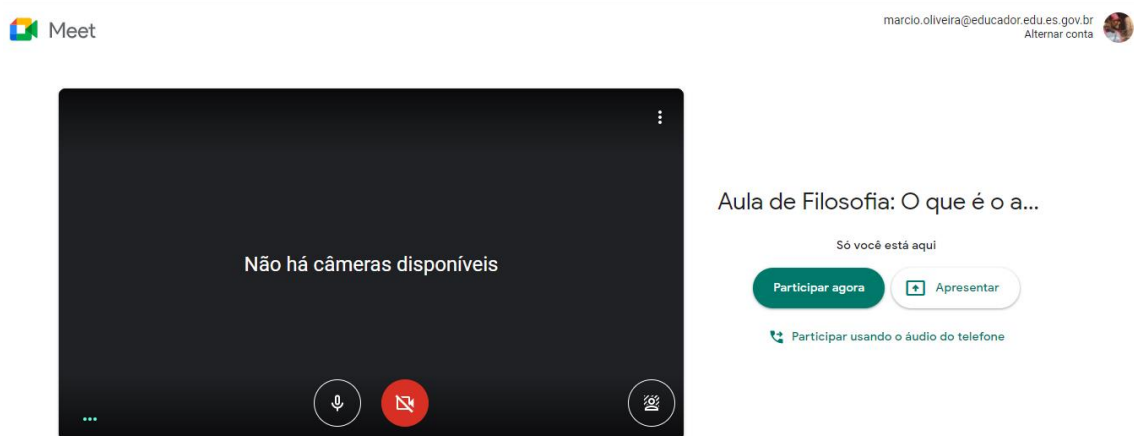 Meet
marcio.oliveira@educador.edu.es.gov.br
Alternar conta
Não há câmeras disponíveis
Aula de Filosofia: O que é o a...
Só você está aqui
Participar agora
Apresentar
Participar usando o áudio do telefone